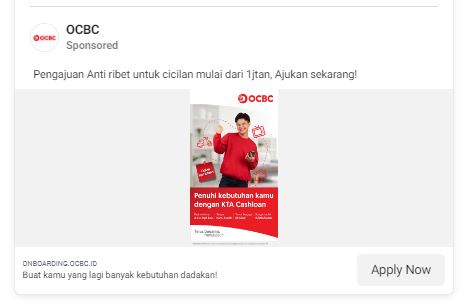 OCBC
OCBC
Sponsored
Pengajuan Anti ribet untuk cicilan mulai dari 1jtan, Ajukan sekarang!
OCBC
Penuhi kebutuhan kamu
dengan KTA Cashloan
ONBOARDING.OCBC.ID
Buat kamu yang lagi banyak kebutuhan dadakan!
Apply Now